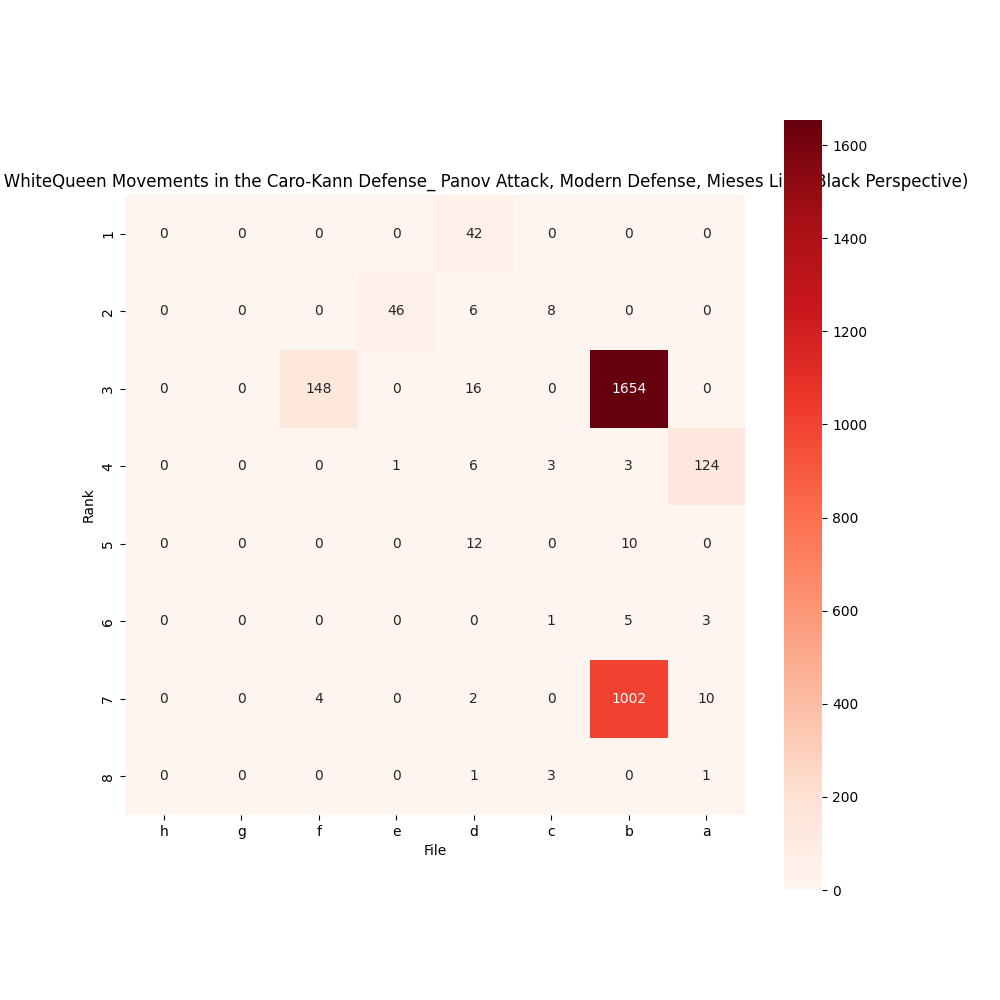 WhiteQueen Movements in the Caro-Kann Defense_ Panov Attack, Modern Defense, Mieses Li Black Perspective)
1 0 0 0 0 42 0 0 0
2 0 0 0 46 6 8 0 0
3 0 0 148 0 16 0 1654 0
4 0 0 0 1 6 3 3 124
5 0 0 0 0 12 0 10 0
6 0 0 0 0 0 1 5 3
7 0 0 4 0 2 0 1002 10
8 0 0 0 0 1 3 0 1
h g f e d c b a
File
Rank
1600
1400
1200
1000
800
600
400
200
0